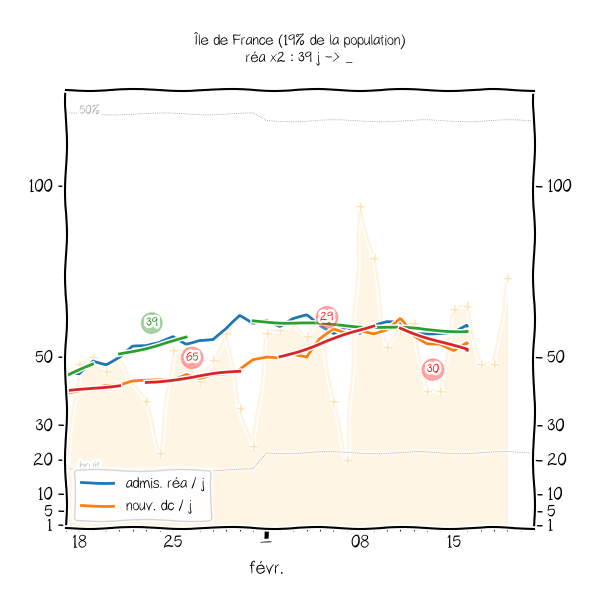 Île de France (19% de la population)
réa x2 : 39 j -> _
50%
100 100
39
29
65
30
50 50
30 30
20 20
bruit
10 10
5 5
1 1
admis. réa / j
nouv. dc / j
18 25 1 08 15
févr.